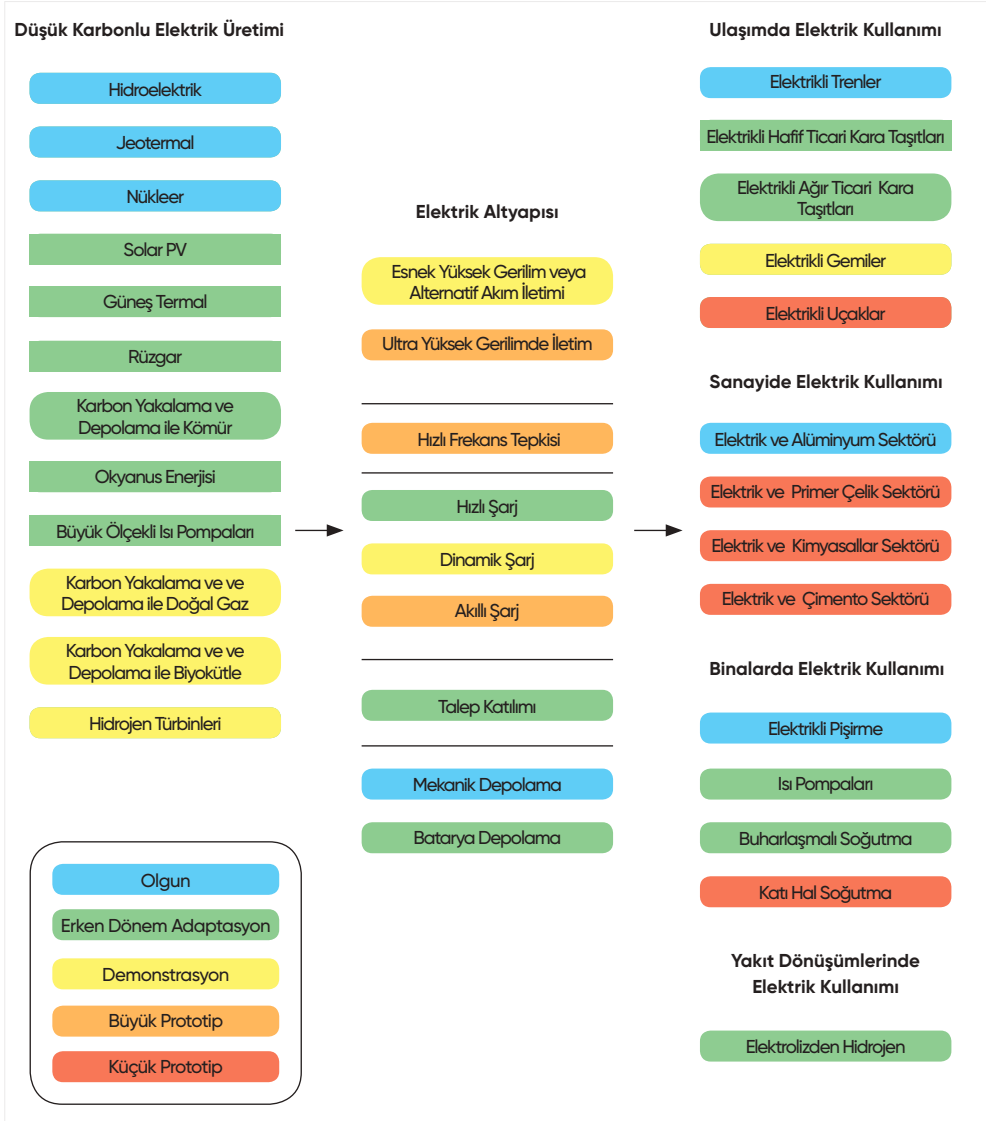 Düşük Karbonlu Elektrik Üretimi
Hidroelektrik
Jeotermal
Nükleer
Solar PV
Güneş Termal
Rüzgar
Karbon Yakalama ve
Depolama ile Kömür
Okyanus Enerjisi
Büyük Ölçekli Isı Pompaları
Karbon Yakalama ve ve
Depolama ile Doğal Gaz
Karbon Yakalama ve ve
Depolama ile Biyokütle
Hidrojen Türbinleri
Olgun
Erken Dönem Adaptasyon
Demonstrasyon
Büyük Prototip
Küçük Prototip
Elektrik Altyapısı
Esnek Yüksek Gerilim veya
Alternatif Akım İletimi
Ultra Yüksek Gerilimde İletim
Hızlı Frekans Tepkisi
Hızlı Şarj
Dinamik Şarj
Akıllı Şarj
Talep Katılımı
Mekanik Depolama
Batarya Depolama
Ulaşımda Elektrik Kullanımı
Elektrikli Trenler
Elektrikli Hafif Ticari Kara Taşıtları
Elektrikli Ağır Ticari Kara
Taşıtları
Elektrikli Gemiler
Elektrikli Uçaklar
Sanayide Elektrik Kullanımı
Elektrik ve Alüminyum Sektörü
Elektrik ve Primer Çelik Sektörü
Elektrik ve Kimyasallar Sektörü
Elektrik ve Çimento Sektörü
Binalarda Elektrik Kullanımı
Elektrikli Pişirme
Isı Pompaları
Buharlaşmalı Soğutma
Katı Hal Soğutma
Yakıt Dönüşümlerinde
Elektrik Kullanımı
Elektrolizden Hidrojen